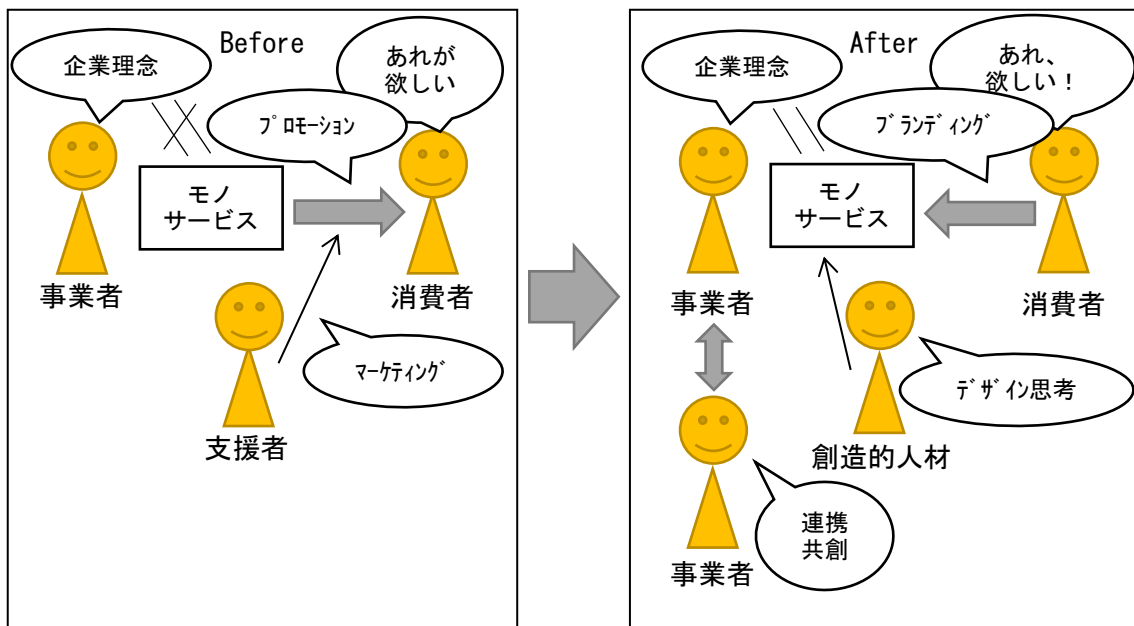 Before
企業理念
あれが
欲しい
ﾌﾟﾛﾓｰｼｮﾝ
モノ
サービス
事業者
消費者
ﾏｰｹﾃｨﾝｸﾞ
支援者
After
企業理念
あれ、
欲しい！
ﾌﾞﾗﾝﾃﾞｨﾝｸﾞ
モノ
サービス
事業者
消費者
ﾃﾞｻﾞｲﾝ思考
創造的人材
連携
共創
事業者